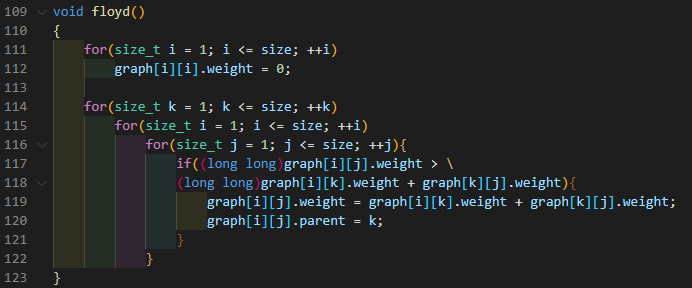 109 void floyd()
110 {
111     for(size_t i = 1; i <= size; ++i)
112         graph[i][i].weight = 0;
113
114     for(size_t k = 1; k <= size; ++k)
115         for(size_t i = 1; i <= size; ++i)
116             for(size_t j = 1; j <= size; ++j){
117                 if((long long)graph[i][j].weight > \
118                 (long long)graph[i][k].weight + graph[k][j].weight){
119                     graph[i][j].weight = graph[i][k].weight + graph[k][j].weight;
120                     graph[i][j].parent = k;
121                 }
122             }
123 }